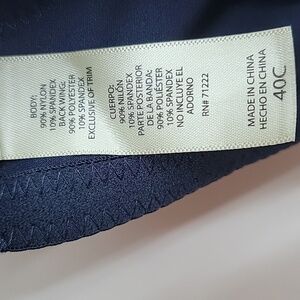 BODY:
90% NYLON
10% SPANDEX
BACK WING:
90% POLYESTER
10% SPANDEX
EXCLUSIVE OF TRIM
CUERPO:
90% NILÓN
10% SPANDEX
PARTE POSTERIOR
DE LA BANDA:
90% POLIÉSTER
10% SPANDEX
NO INCLUYE EL
ADORNO
RN# 71222
MADE IN CHINA
HECHO EN CHINA
40C